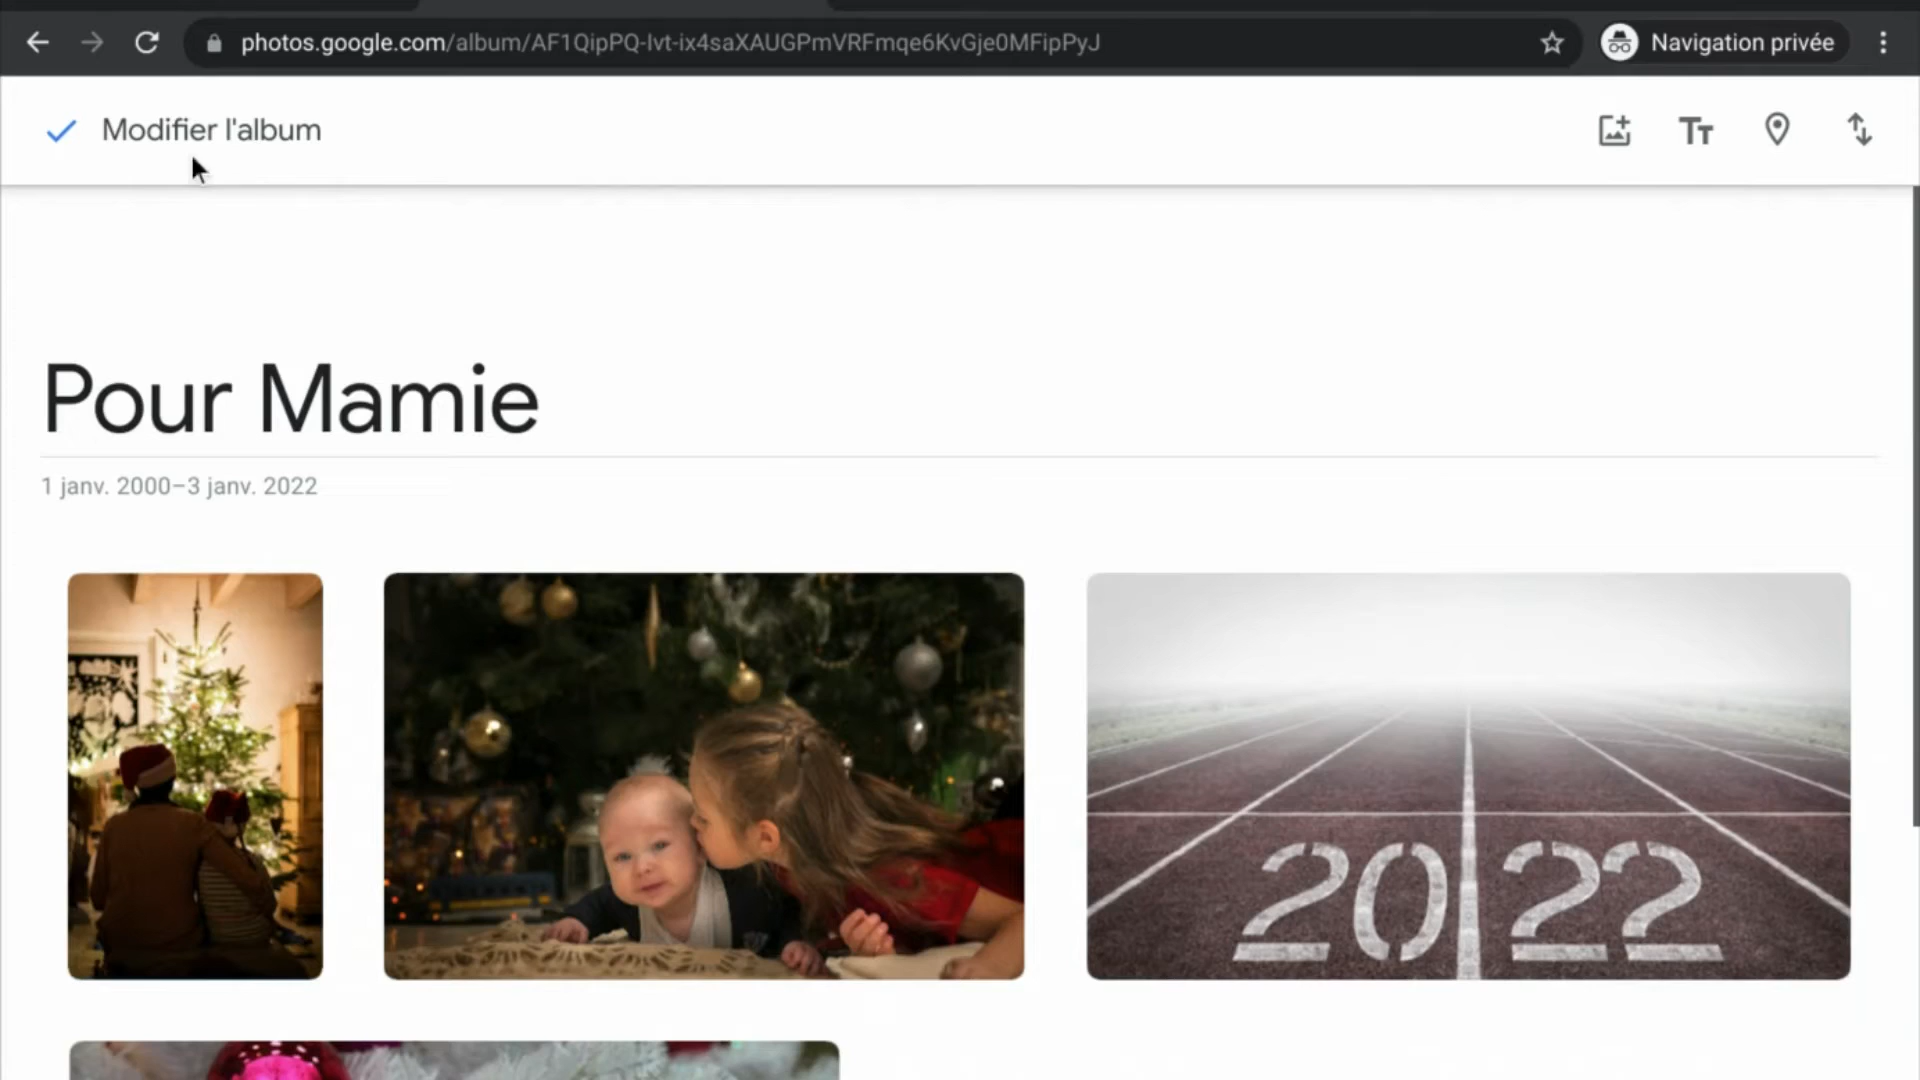 photos.google.com/album/AF1QipPQ-lvt-ix4saXAUGPmVRFmqe6KvGje0MFipPyJ
Navigation privée
Modifier l'album
Pour Mamie
1 janv. 2000–3 janv. 2022
2022